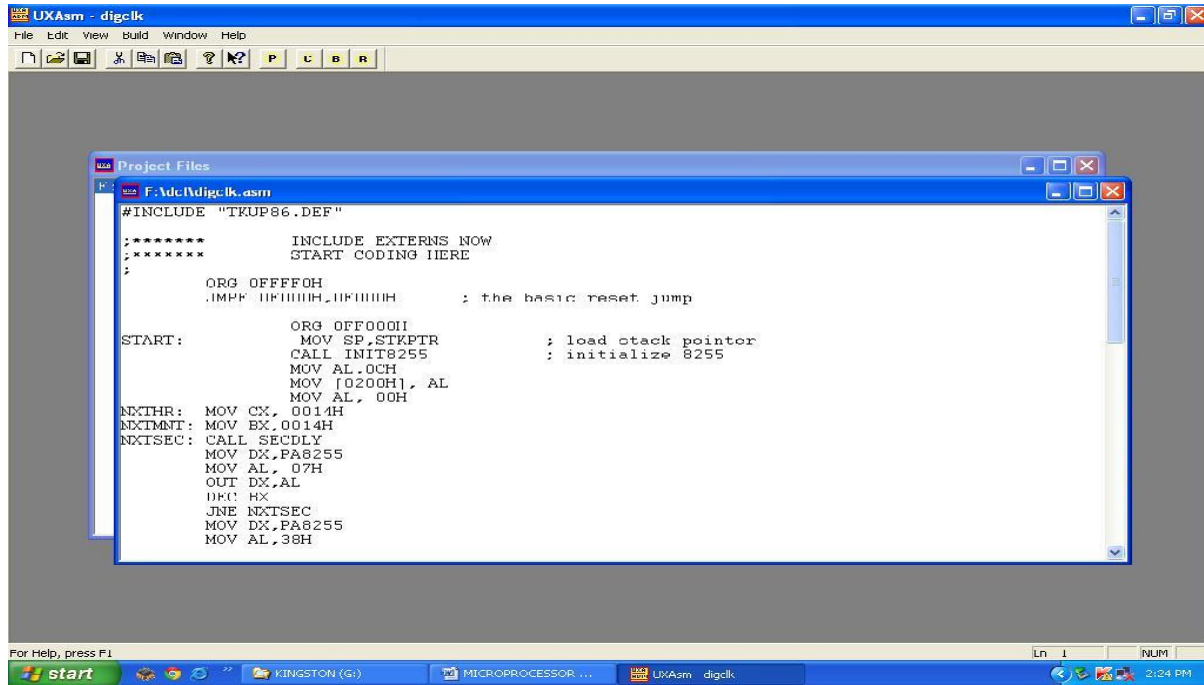 UXAsm - digclk
File Edit View Build Window Help
P C B R
Project Files
F:\dcl\digclk.asm
#INCLUDE "TKUP86.DEF"
;******* INCLUDE EXTERNS NOW
;******* START CODING HERE
;
ORG 0FFFF0H
JMPF 0F000H,0F000H ; the basic reset jump
ORG 0FF000H
START: MOV SP,STKPTR ; load stack pointer
CALL INIT8255 ; initialize 8255
MOV AL.0CH
MOV [0200H], AL
MOV AL, 00H
NXTHR: MOV CX, 0014H
NXTMNT: MOV BX,0014H
NXTSEC: CALL SECDLY
MOV DX,PA8255
MOV AL, 07H
OUT DX,AL
DEC BX
JNE NXTSEC
MOV DX,PA8255
MOV AL,38H
For Help, press F1
Ln 1 NUM
start KINGSTON (G:) MICROPROCESSOR ... UXAsm digclk 2:24 PM